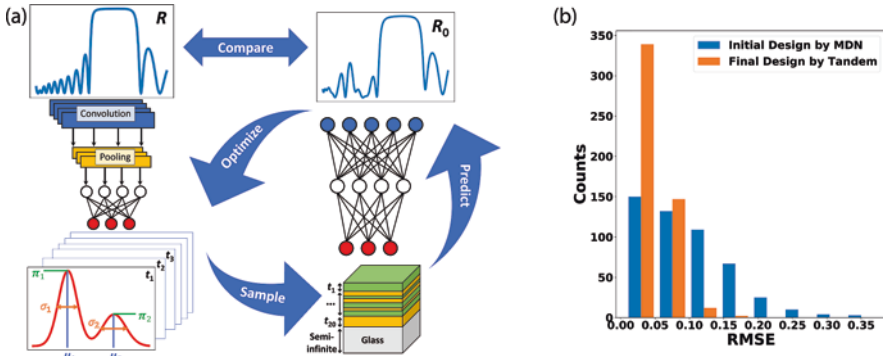 (a)
R
Compare
R0
Convolution
Pooling
Optimize
Predict
t1
t2
t3
π1
σ1
π2
σ2
Sample
t1
...
t20
Semi-
infinite
Glass
(b)
Initial Design by MDN
Final Design by Tandem
Counts
350
300
250
200
150
100
50
0
0.00 0.05 0.10 0.15 0.20 0.25 0.30 0.35
RMSE